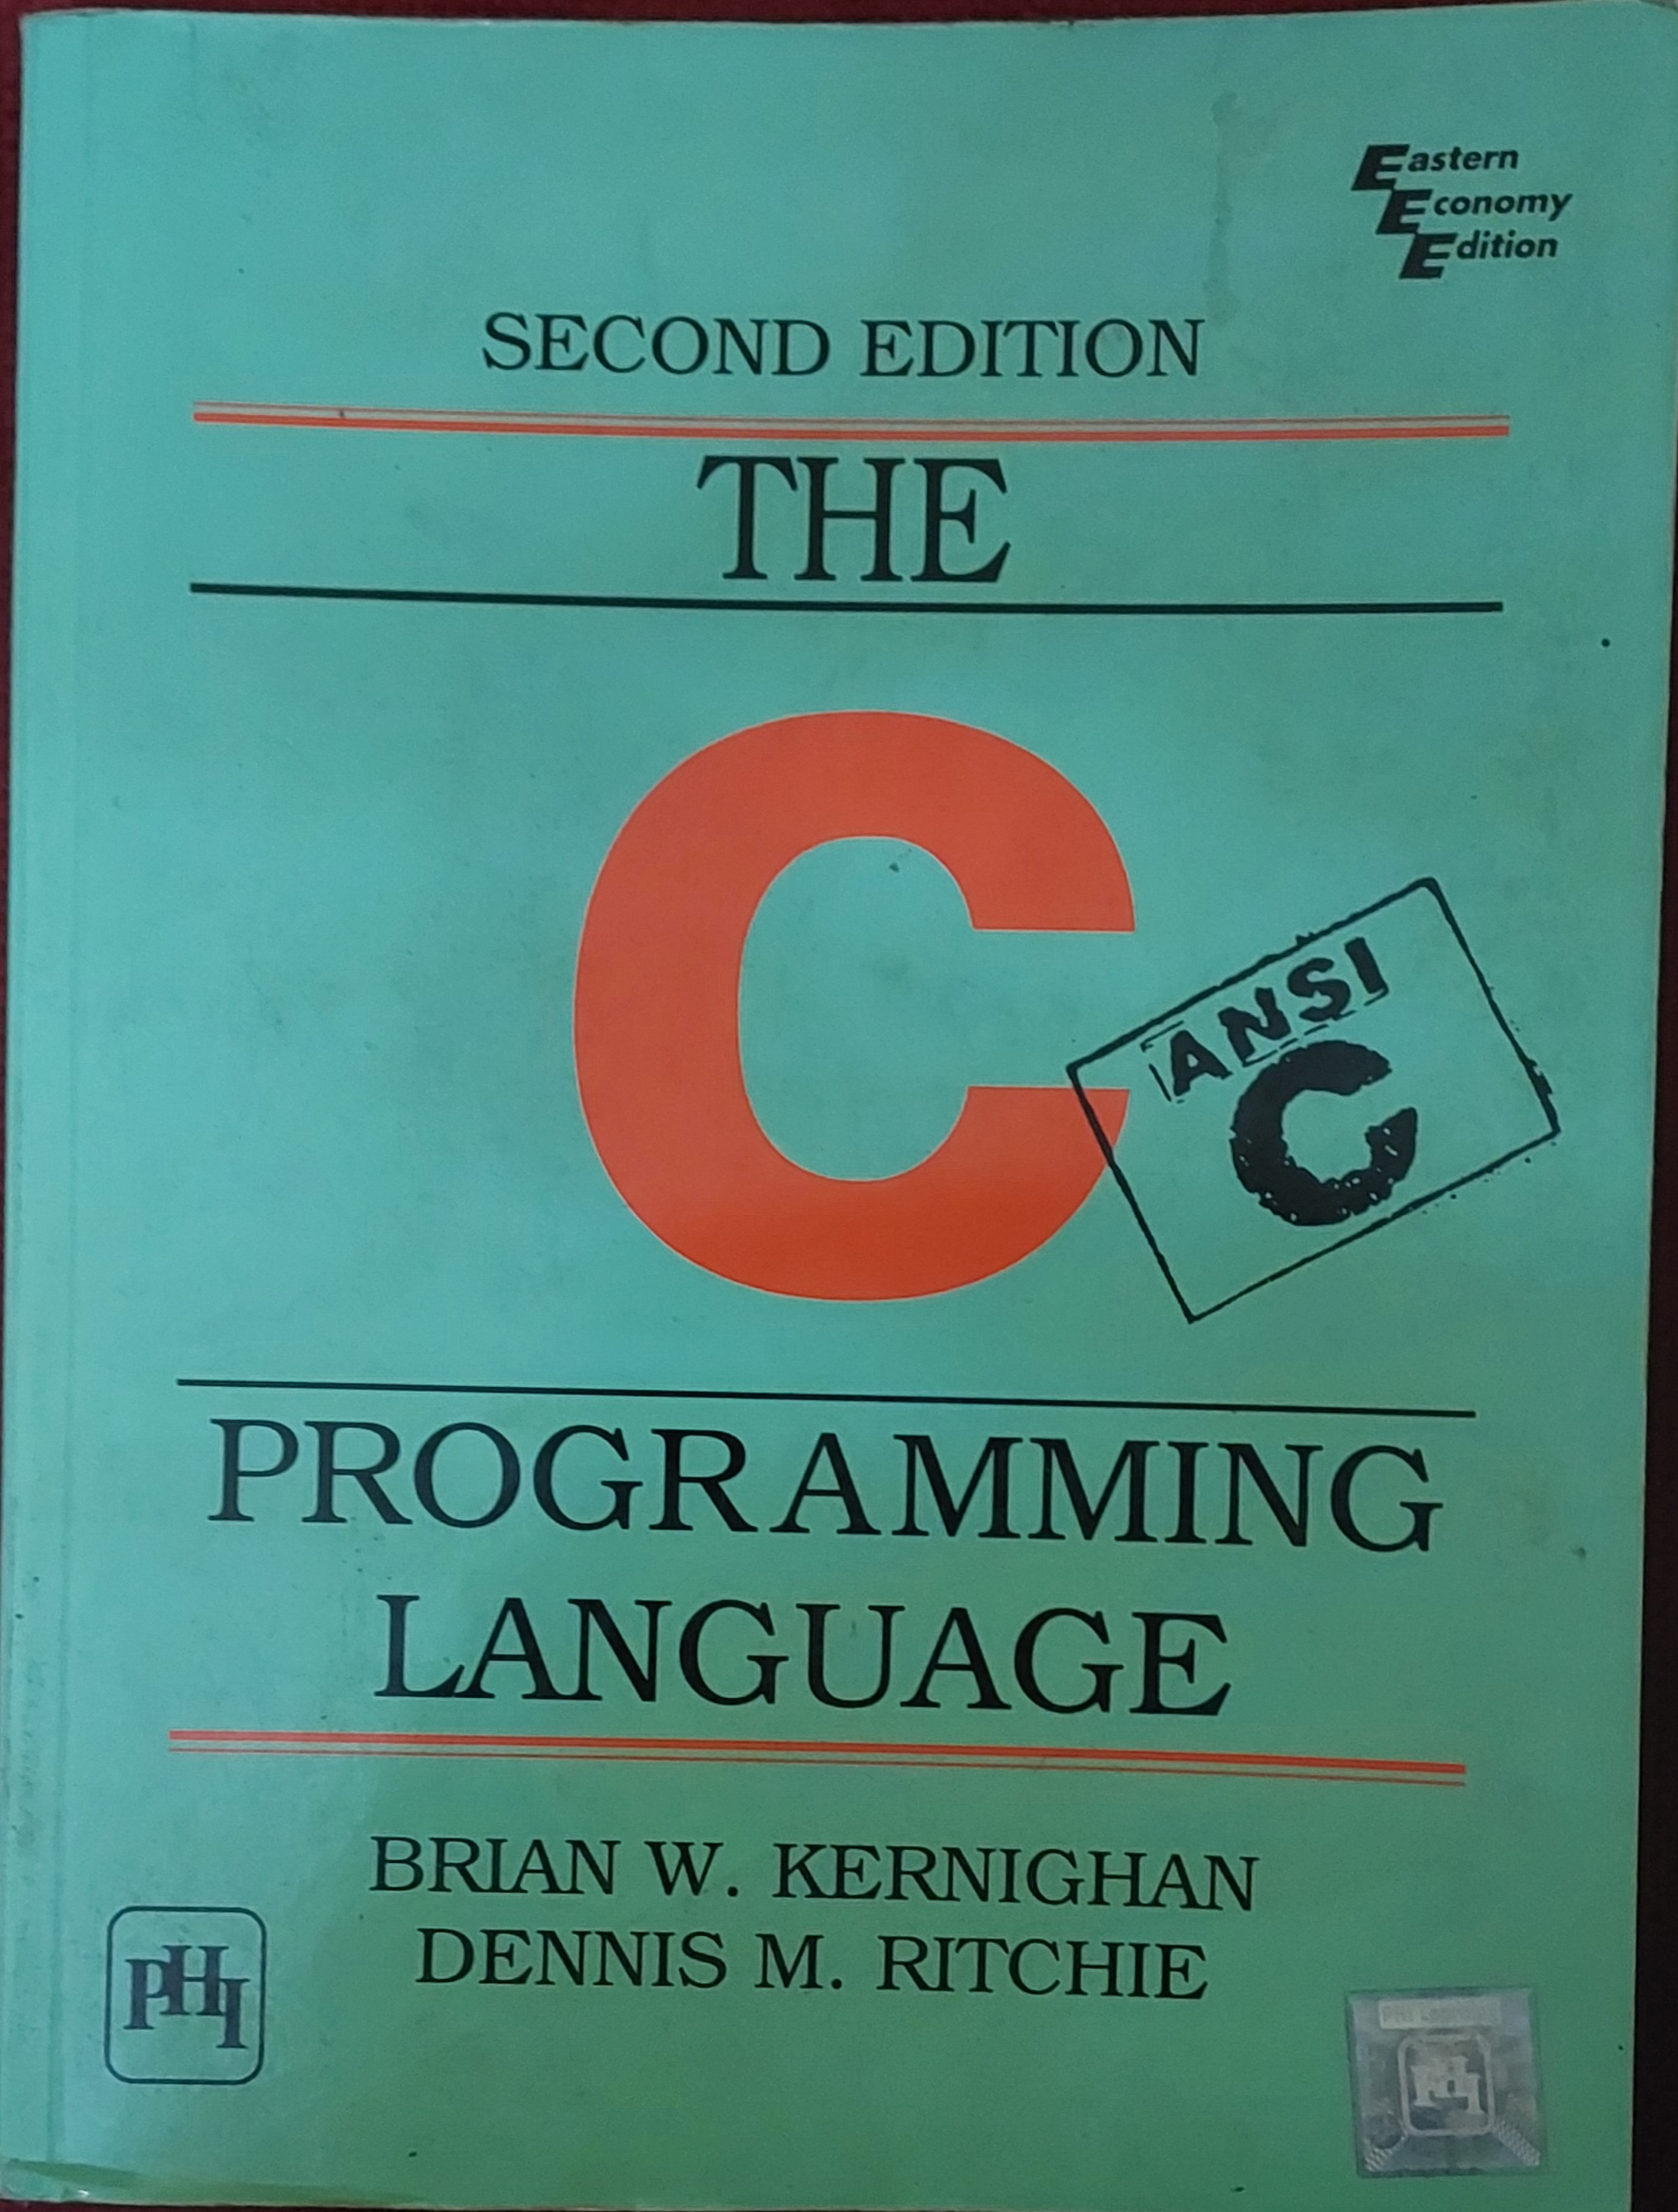 Eastern
Economy
Edition
SECOND EDITION
THE
C
ANSI
C
PROGRAMMING
LANGUAGE
BRIAN W. KERNIGHAN
DENNIS M. RITCHIE
PHI